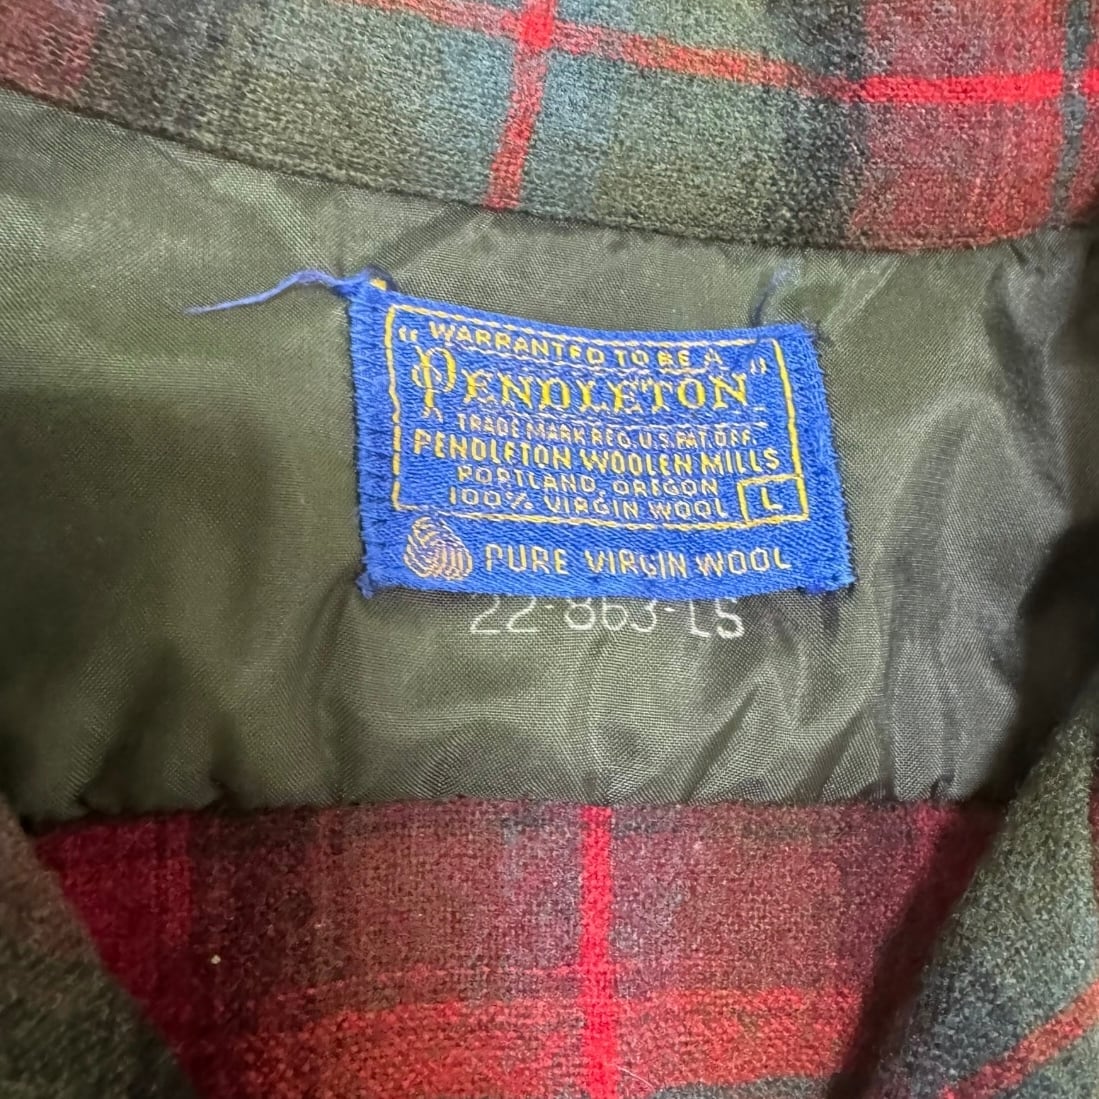 "WARRANTED TO BE A
PENDLETON"
TRADE MARK REG. U.S. PAT. OFF.
PENDLETON WOOLEN MILLS
PORTLAND, OREGON
100% VIRGIN WOOL L
PURE VIRGIN WOOL
22-863-LS